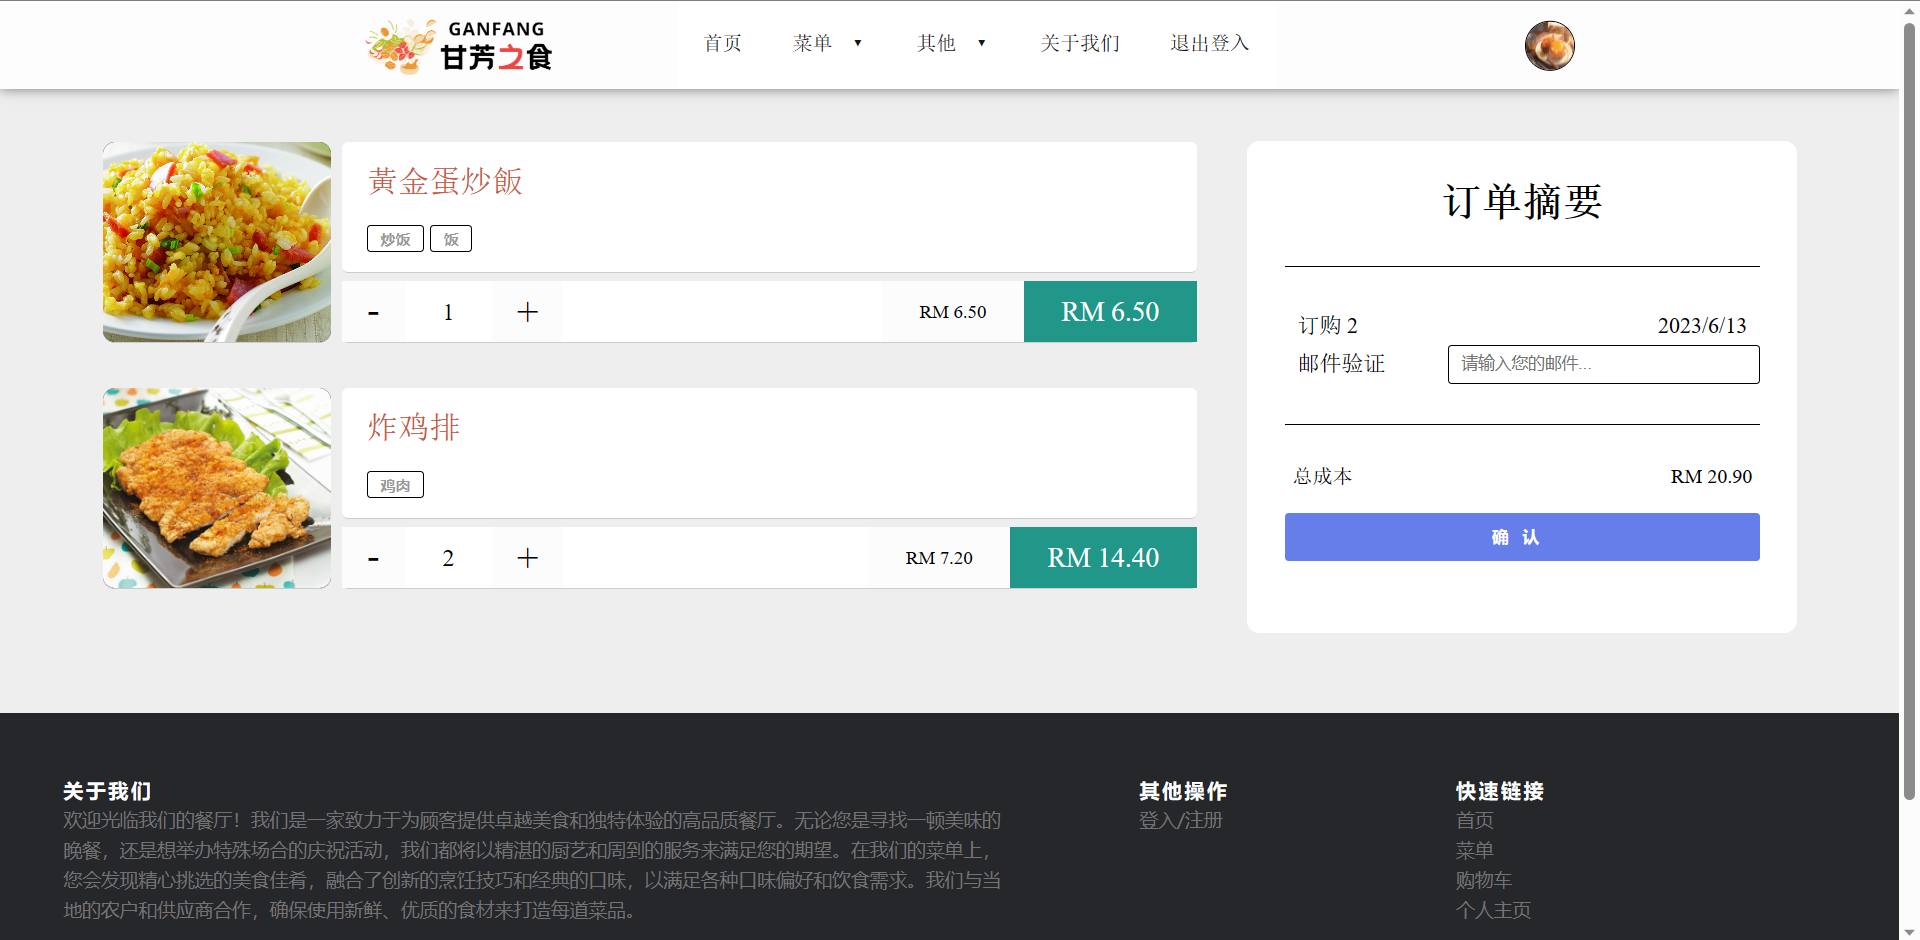 GANFANG
甘芳之食
首页 菜单 ▼ 其他 ▼ 关于我们 退出登入
黃金蛋炒飯
炒饭 饭
- 1 + RM 6.50 RM 6.50
炸鸡排
鸡肉
- 2 + RM 7.20 RM 14.40
订单摘要
订购 2 2023/6/13
邮件验证 请输入您的邮件...
总成本 RM 20.90
确 认
关于我们
欢迎光临我们的餐厅！我们是一家致力于为顾客提供卓越美食和独特体验的高品质餐厅。无论您是寻找一顿美味的
晚餐，还是想举办特殊场合的庆祝活动，我们都将以精湛的厨艺和周到的服务来满足您的期望。在我们的菜单上，
您会发现精心挑选的美食佳肴，融合了创新的烹饪技巧和经典的口味，以满足各种口味偏好和饮食需求。我们与当
地的农户和供应商合作，确保使用新鲜、优质的食材来打造每道菜品。
其他操作
登入/注册
快速链接
首页
菜单
购物车
个人主页